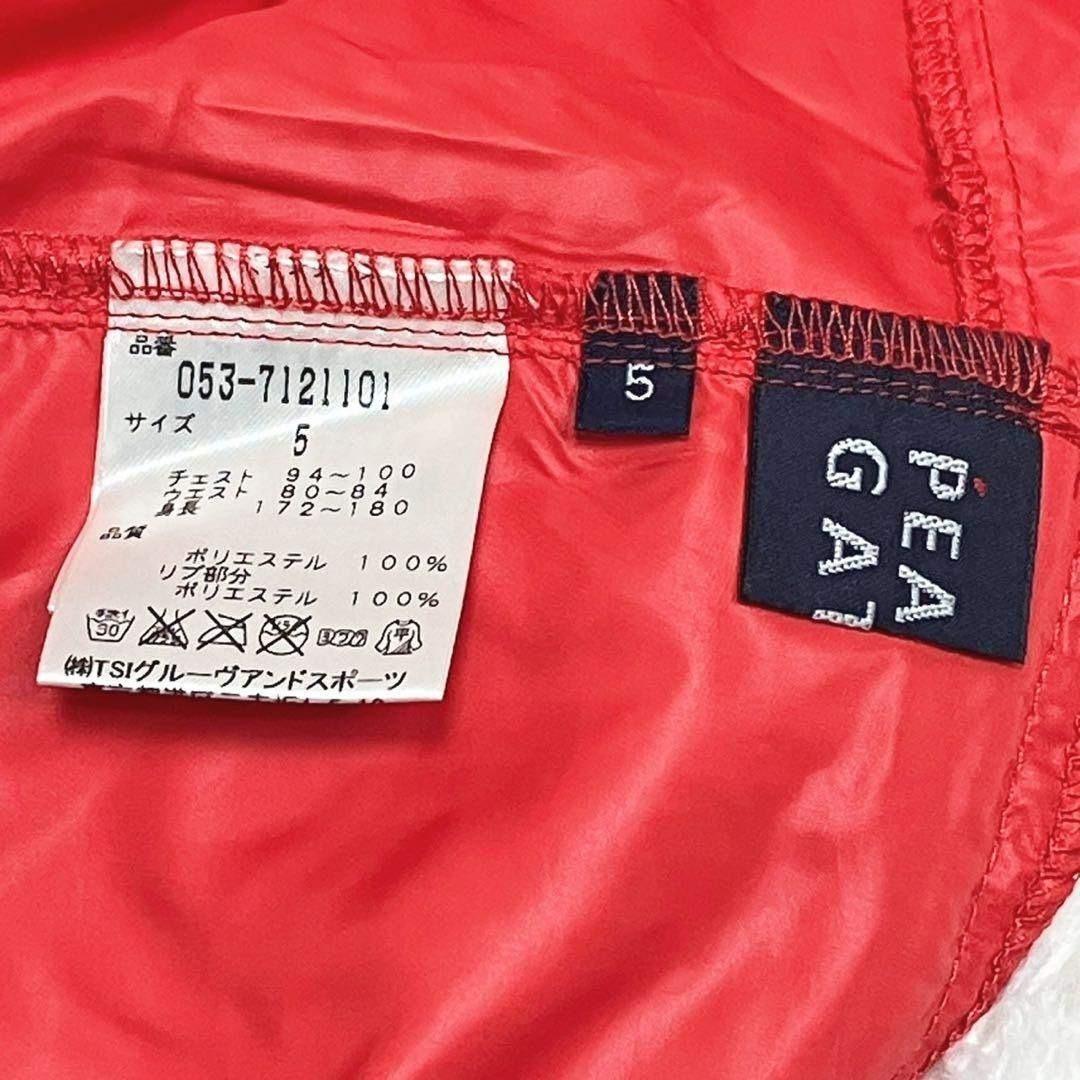 品番
053-7121101
サイズ
5
チェスト 94～100
ウエスト 80～84
身長 172～180
品質
ポリエステル 100%
リブ部分
ポリエステル 100%
30
平
(株)TSIグルーヴアンドスポーツ
5
PEA
GA